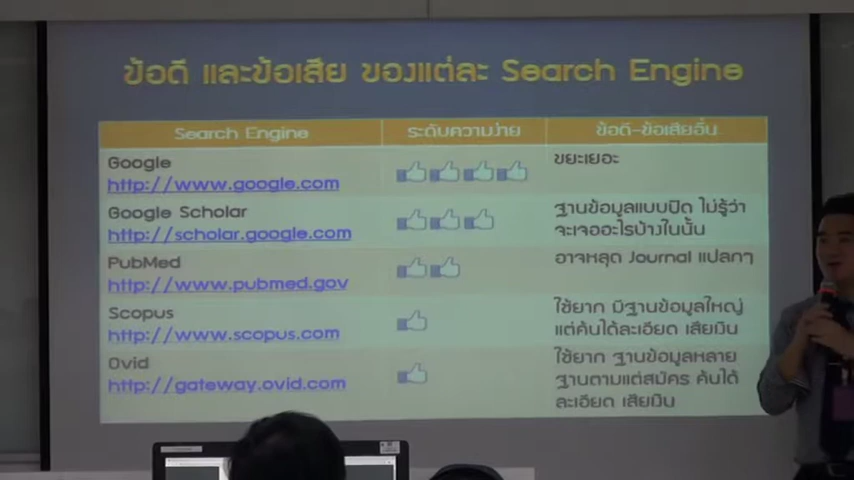 ข้อดี และข้อเสีย ของแต่ละ Search Engine
Search Engine ระดับความง่าย ข้อดี-ข้อเสียอื่น
Google
http://www.google.com
ขยะเยอะ
Google Scholar
http://scholar.google.com
ฐานข้อมูลแบบปิด ไม่รู้ว่า
จะเจออะไรบ้างในนั้น
PubMed
http://www.pubmed.gov
อาจหลุด Journal แปลกๆ
Scopus
http://www.scopus.com
ใช้ยาก มีฐานข้อมูลใหญ่
แต่ค้นได้ละเอียด เสียเงิน
Ovid
http://gateway.ovid.com
ใช้ยาก ฐานข้อมูลหลาย
ฐานตามแต่สมัคร ค้นได้
ละเอียด เสียเงิน